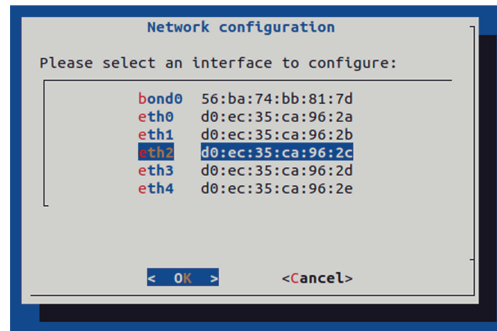 Network configuration
Please select an interface to configure:
bond0 56:ba:74:bb:81:7d
eth0 d0:ec:35:ca:96:2a
eth1 d0:ec:35:ca:96:2b
eth2 d0:ec:35:ca:96:2c
eth3 d0:ec:35:ca:96:2d
eth4 d0:ec:35:ca:96:2e
< OK > <Cancel>